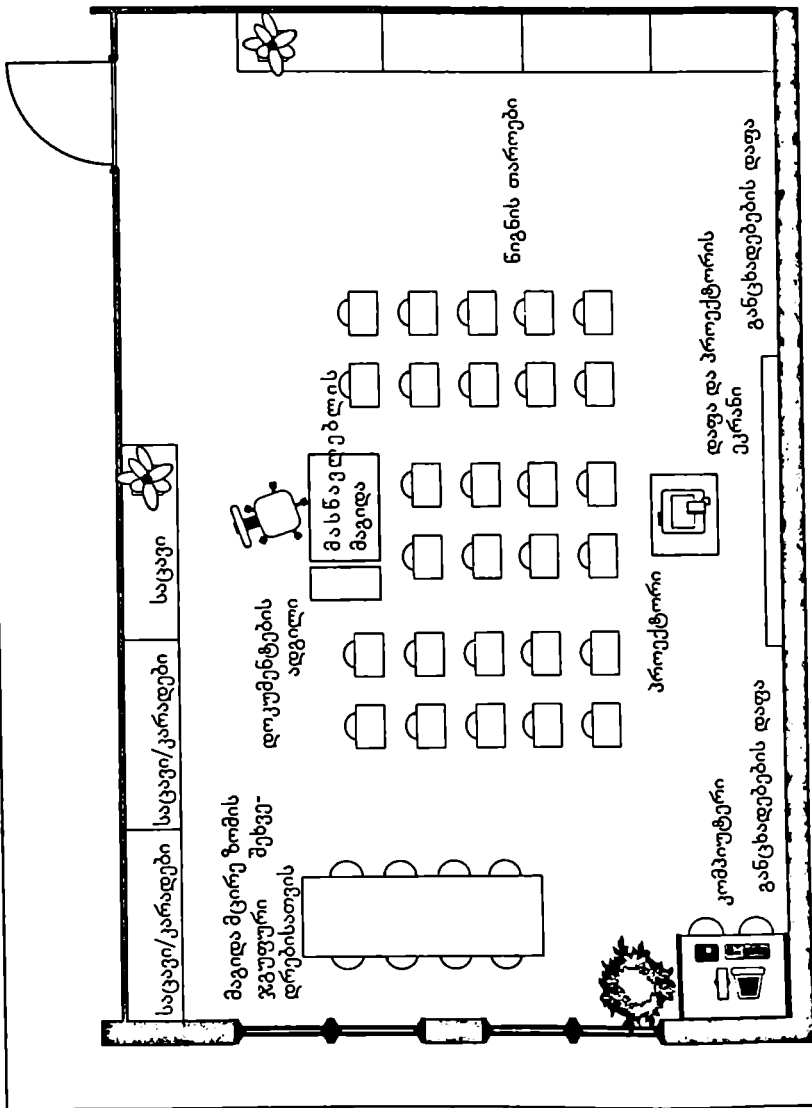 საცავი/კარადები
საცავი/კარადები
საცავი
მაგიდა მცირე ზომის
ჯგუფური შეხვე-
დრებისათვის
დოკუმენტების
ადგილი
მასწავლებლის
მაგიდა
წიგნის თაროები
კომპიუტერი
განცხადებების დაფა
პროექტორი
დაფა და პროექტორის
ეკრანი
განცხადებების დაფა